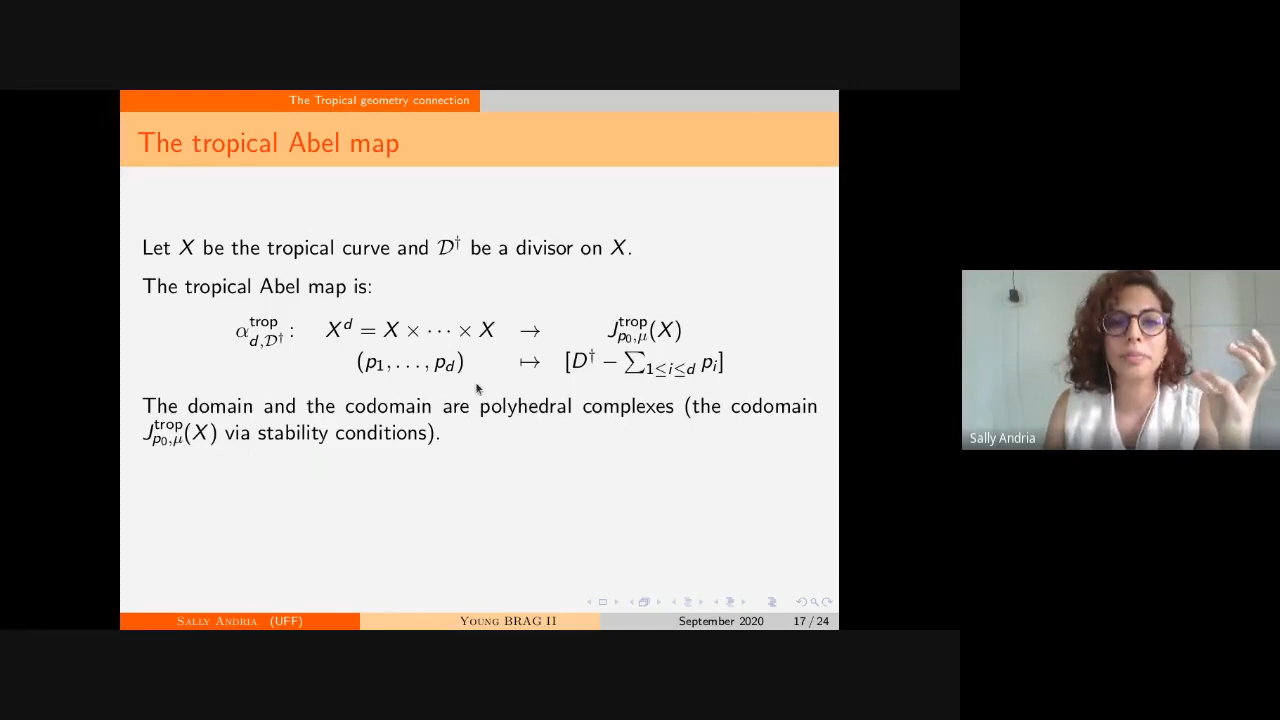 The Tropical geometry connection
The tropical Abel map
Let X be the tropical curve and 𝒟† be a divisor on X.
The tropical Abel map is:
α^trop_{d,𝒟†} : X^d = X × ⋯ × X → J^trop_{p₀,μ}(X)
(p₁, …, p_d) ↦ [D† − ∑_{1≤i≤d} p_i]
The domain and the codomain are polyhedral complexes (the codomain
J^trop_{p₀,μ}(X) via stability conditions).
Sally Andria
Sally Andria (UFF) Young BRAG II September 2020 17 / 24